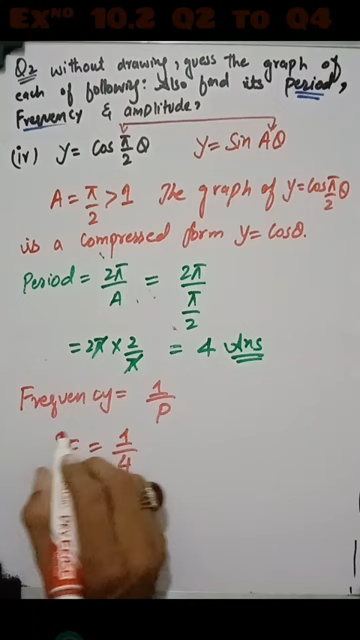 Exᴺᴼ 10.2 Q2 TO Q4
Q2 without drawing, guess the graph of
each of following: Also find its period,
Frequency & amplitude,
(iv) y = Cos π/2 θ    y = Sin Aθ
A = π/2 > 1 The graph of y = Cos π/2 θ
is a compressed form y = Cosθ.
Period = 2π/A = 2π/(π/2)
= 2π × 2/π = 4 Ans
Frequency = 1/P
= 1/4